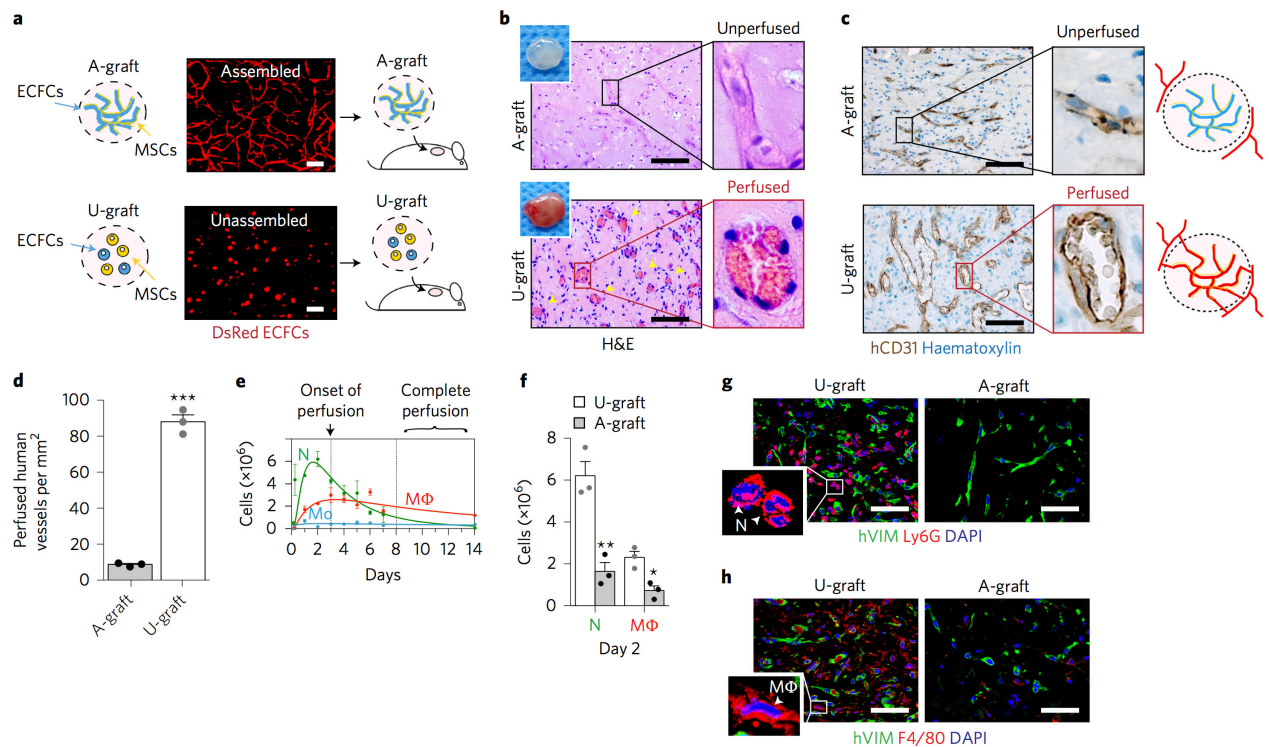 a
A-graft
ECFCs
MSCs
Assembled
A-graft
U-graft
ECFCs
MSCs
Unassembled
U-graft
DsRed ECFCs
b
Unperfused
A-graft
Perfused
U-graft
H&E
c
Unperfused
A-graft
Perfused
U-graft
hCD31 Haematoxylin
d
Perfused human
vessels per mm2
100
80
60
40
20
0
***
A-graft
U-graft
e
Onset of
perfusion
Complete
perfusion
Cells (×10⁶)
6
4
2
0
N
MΦ
Mo
0 2 4 6 8 10 12 14
Days
f
U-graft
A-graft
Cells (×10⁶)
8
6
4
2
0
**
*
N MΦ
Day 2
g
U-graft A-graft
N
hVIM Ly6G DAPI
h
U-graft A-graft
MΦ
hVIM F4/80 DAPI